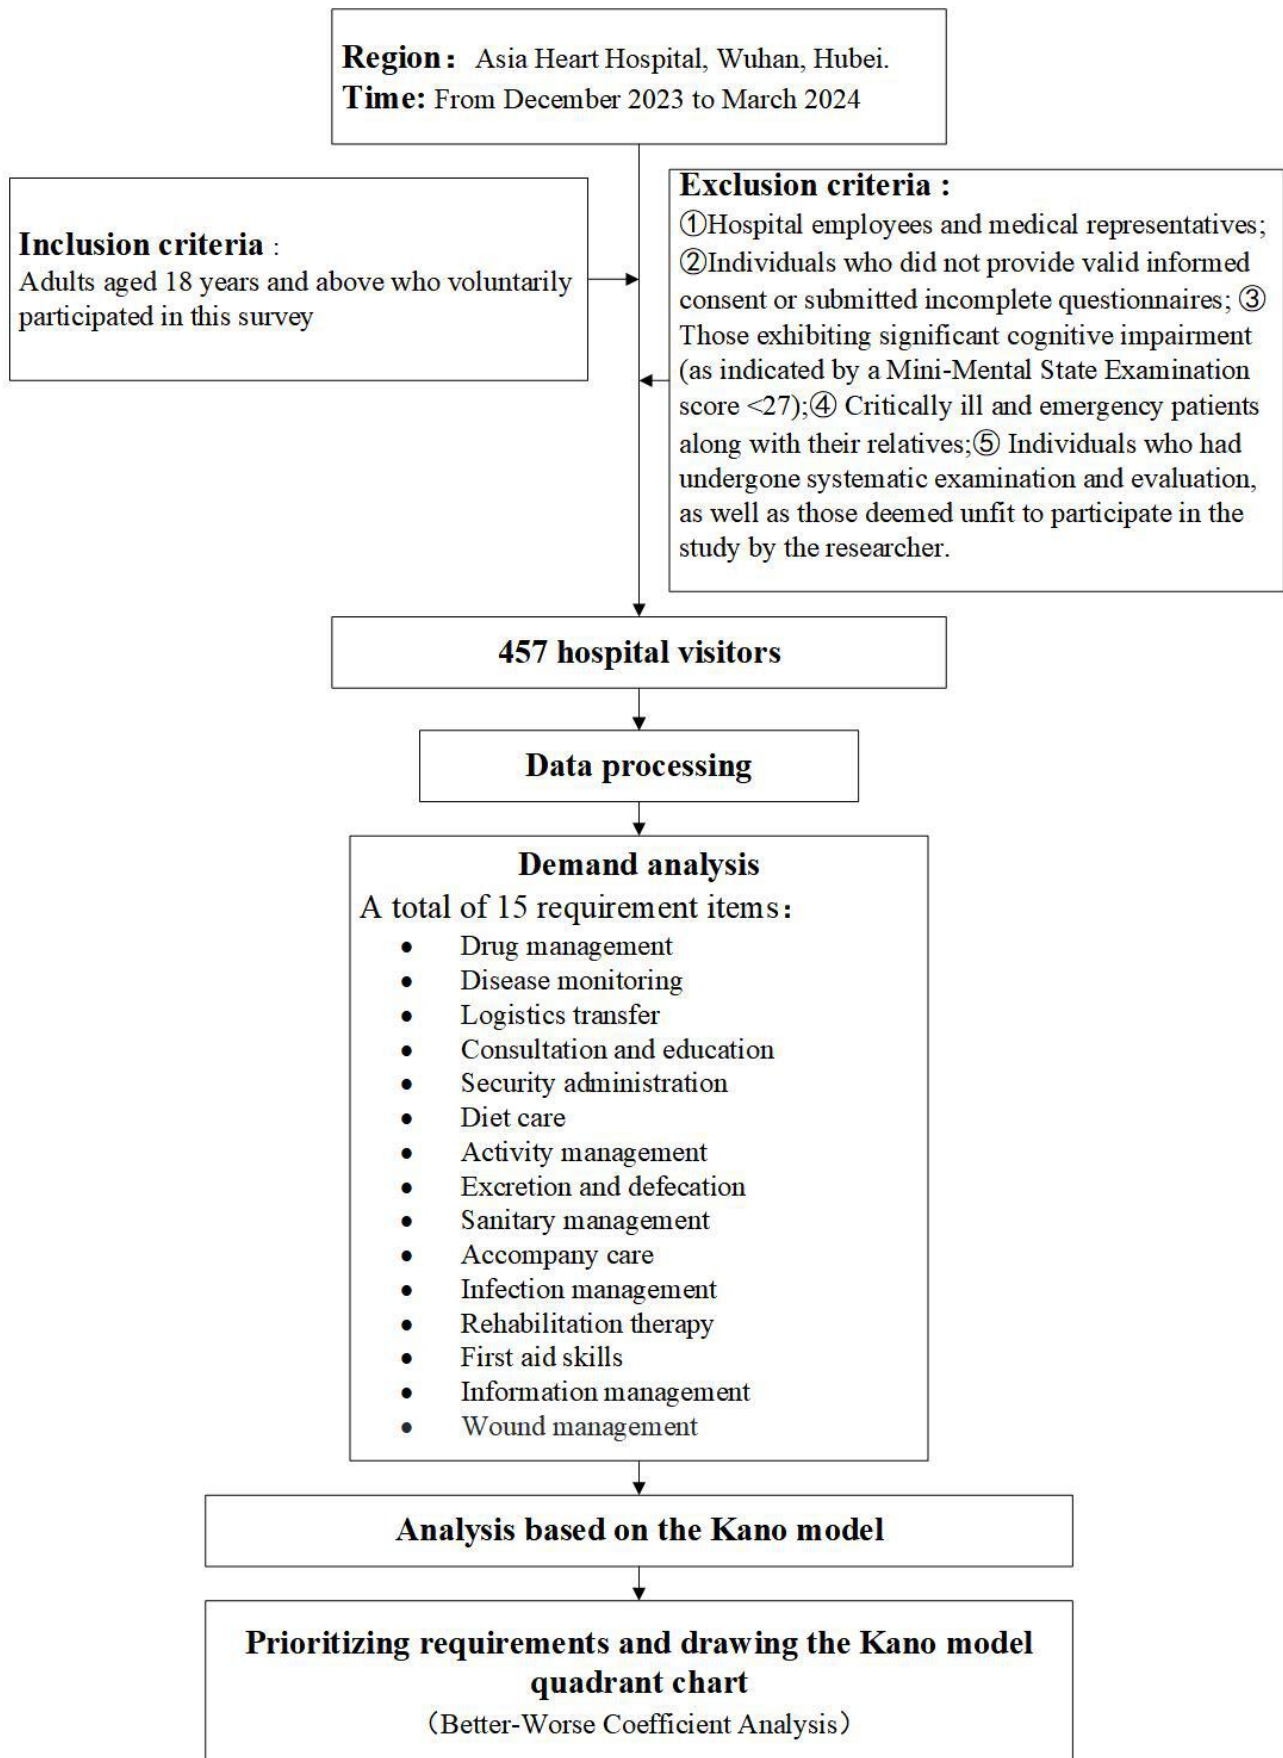 Region： Asia Heart Hospital, Wuhan, Hubei.
Time: From December 2023 to March 2024
Inclusion criteria :
Adults aged 18 years and above who voluntarily
participated in this survey
Exclusion criteria :
①Hospital employees and medical representatives;
②Individuals who did not provide valid informed
consent or submitted incomplete questionnaires; ③
Those exhibiting significant cognitive impairment
(as indicated by a Mini-Mental State Examination
score <27);④ Critically ill and emergency patients
along with their relatives;⑤ Individuals who had
undergone systematic examination and evaluation,
as well as those deemed unfit to participate in the
study by the researcher.
457 hospital visitors
Data processing
Demand analysis
A total of 15 requirement items：
• Drug management
• Disease monitoring
• Logistics transfer
• Consultation and education
• Security administration
• Diet care
• Activity management
• Excretion and defecation
• Sanitary management
• Accompany care
• Infection management
• Rehabilitation therapy
• First aid skills
• Information management
• Wound management
Analysis based on the Kano model
Prioritizing requirements and drawing the Kano model
quadrant chart
（Better-Worse Coefficient Analysis）